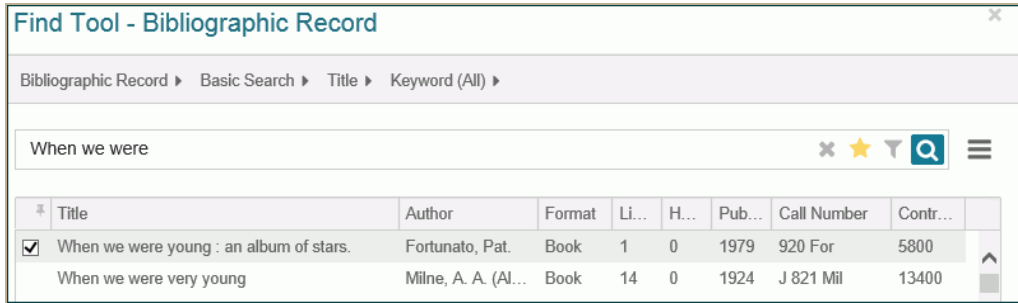 Find Tool - Bibliographic Record
Bibliographic Record Basic Search Title Keyword (All)
When we were
Title Author Format Li... H... Pub... Call Number Contr...
When we were young : an album of stars. Fortunato, Pat. Book 1 0 1979 920 For 5800
When we were very young Milne, A. A. (Al... Book 14 0 1924 J 821 Mil 13400